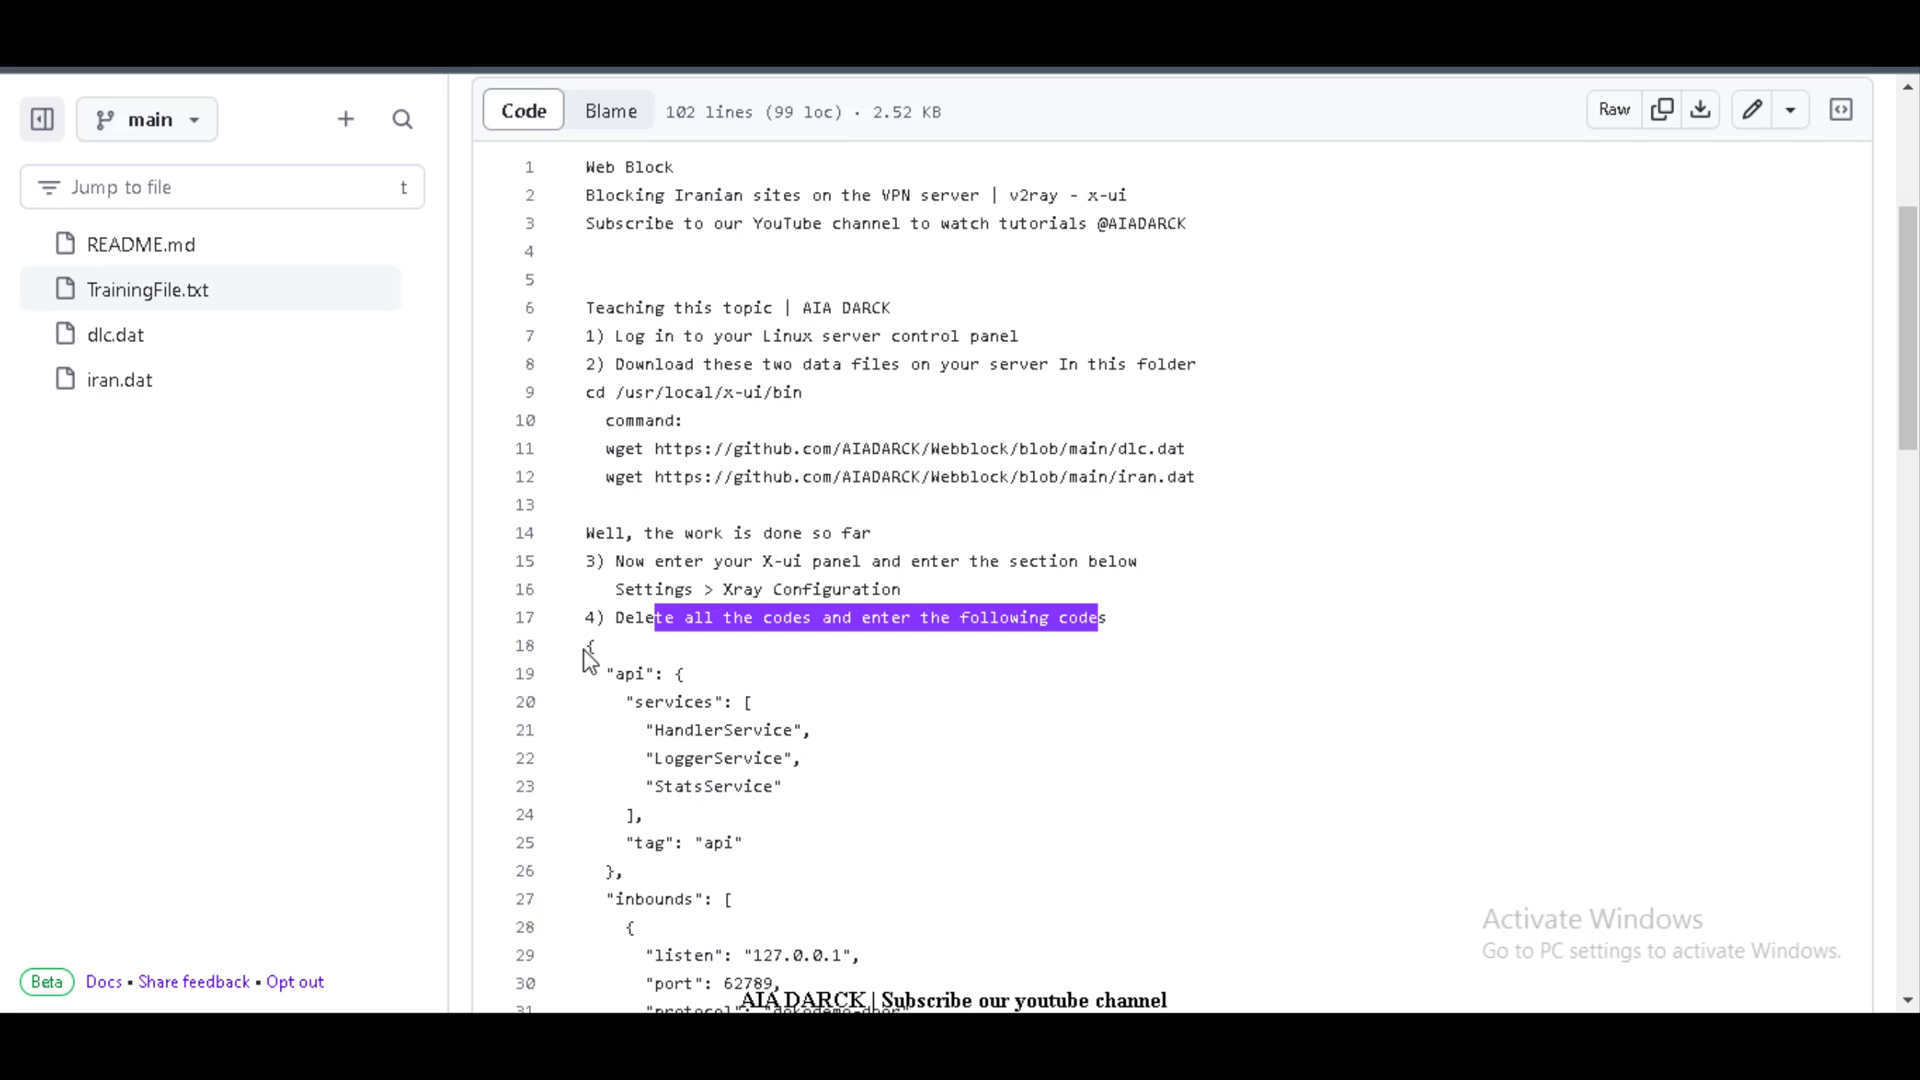 main
Jump to file
t
README.md
TrainingFile.txt
dlc.dat
iran.dat
Beta Docs • Share feedback • Opt out
Code Blame 102 lines (99 loc) · 2.52 KB Raw
1 Web Block
2 Blocking Iranian sites on the VPN server | v2ray - x-ui
3 Subscribe to our YouTube channel to watch tutorials @AIADARCK
4
5
6 Teaching this topic | AIA DARCK
7 1) Log in to your Linux server control panel
8 2) Download these two data files on your server In this folder
9 cd /usr/local/x-ui/bin
10 command:
11 wget https://github.com/AIADARCK/Webblock/blob/main/dlc.dat
12 wget https://github.com/AIADARCK/Webblock/blob/main/iran.dat
13
14 Well, the work is done so far
15 3) Now enter your X-ui panel and enter the section below
16 Settings > Xray Configuration
17 4) Delete all the codes and enter the following codes
18 {
19 "api": {
20 "services": [
21 "HandlerService",
22 "LoggerService",
23 "StatsService"
24 ],
25 "tag": "api"
26 },
27 "inbounds": [
28 {
29 "listen": "127.0.0.1",
30 "port": 62789,
31 "protocol": "dokodemo-door"
AIA DARCK | Subscribe our youtube channel
Activate Windows
Go to PC settings to activate Windows.